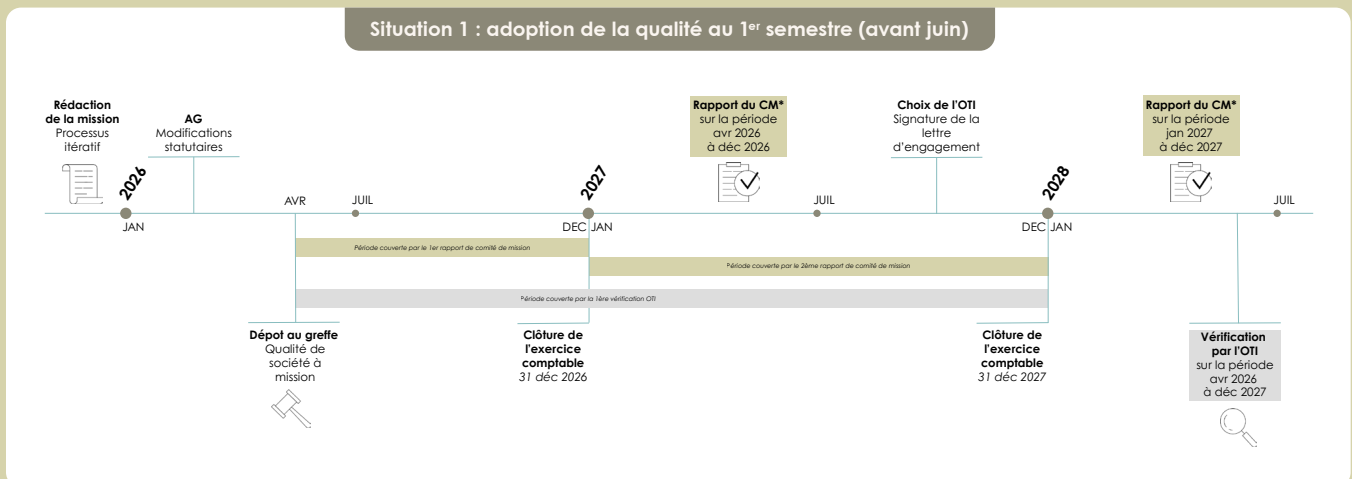 Situation 1 : adoption de la qualité au 1er semestre (avant juin)
Rédaction
de la mission
Processus
itératif
AG
Modifications
statutaires
Rapport du CM*
sur la période
avr 2026
à déc 2026
Choix de l'OTI
Signature de la
lettre
d'engagement
Rapport du CM*
sur la période
jan 2027
à déc 2027
2026
2027
2028
AVR
JUIL
JUIL
JUIL
JAN
DEC JAN
DEC JAN
Période couverte par le 1er rapport de comité de mission
Période couverte par le 2ème rapport de comité de mission
Période couverte par la 1ère vérification OTI
Dépot au greffe
Qualité de
société à
mission
Clôture de
l'exercice
comptable
31 déc 2026
Clôture de
l'exercice
comptable
31 déc 2027
Vérification
par l'OTI
sur la période
avr 2026
à déc 2027